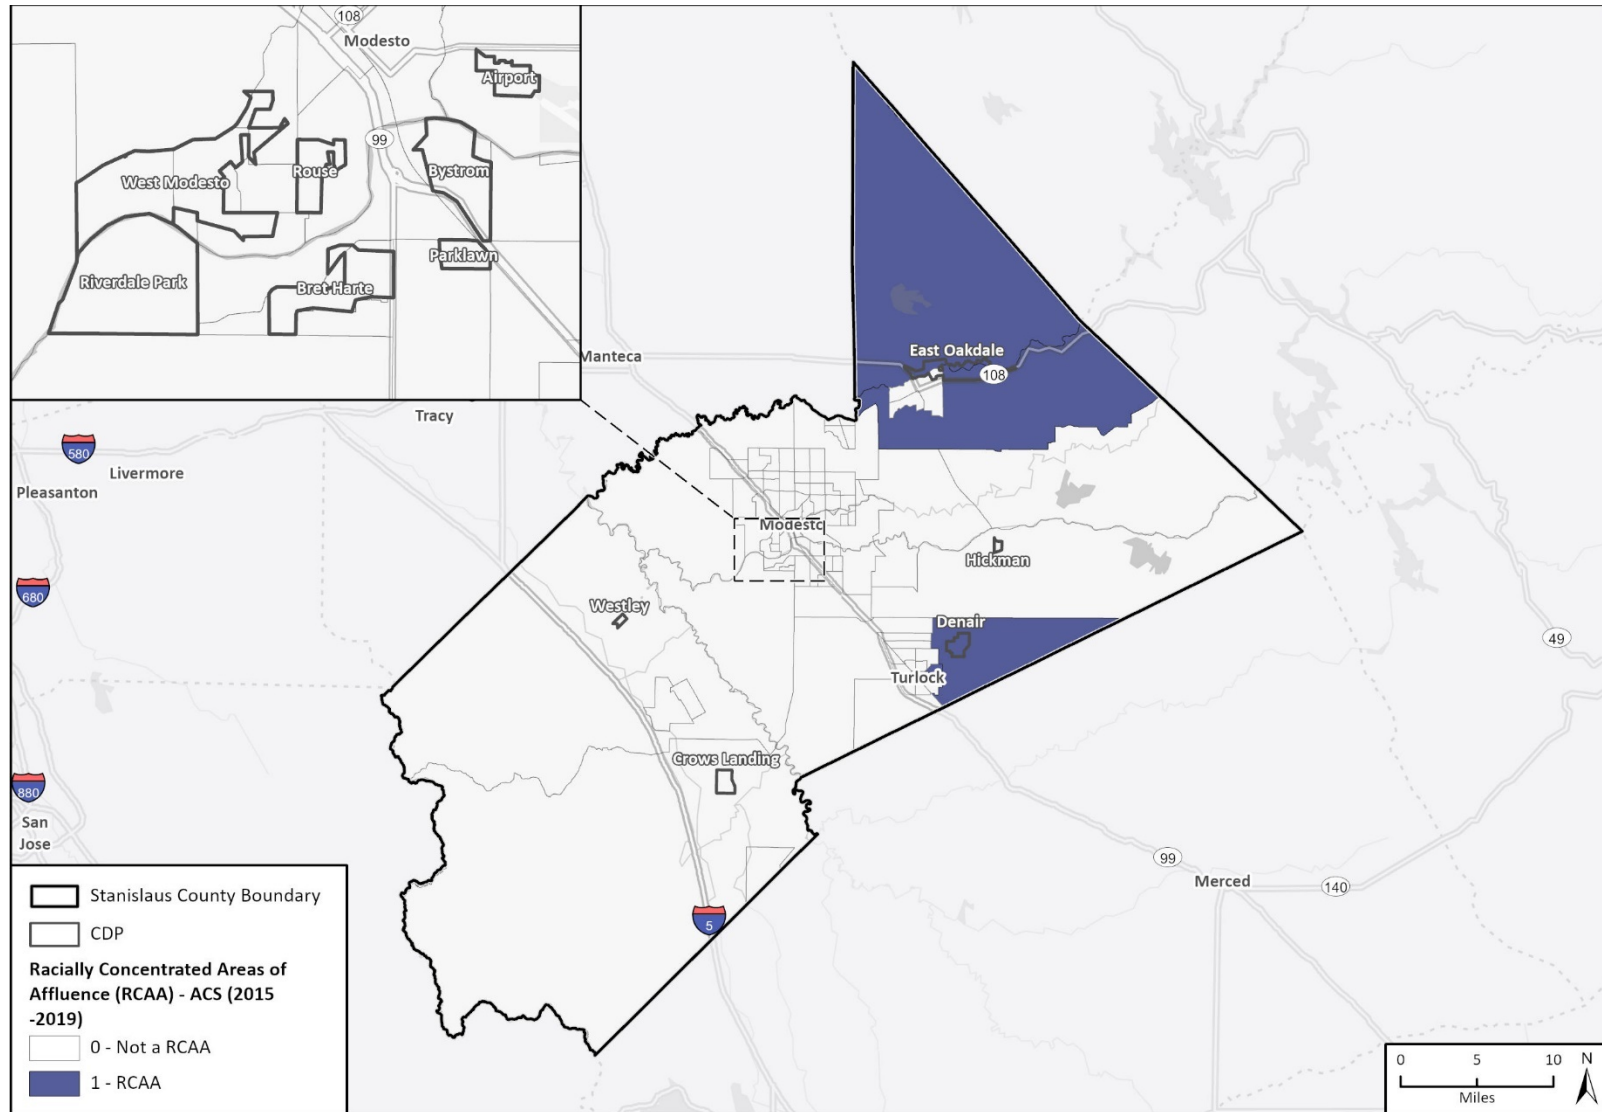 108
Modesto
Airport
99
West Modesto
Rouse
Bystrom
Parklawn
Riverdale Park
Bret Harte
Manteca
East Oakdale
108
Tracy
580
Livermore
Pleasanton
Modesto
Hickman
680
Westley
Denair
49
Turlock
Crows Landing
880
San
Jose
99
Merced
140
5
Stanislaus County Boundary
CDP
Racially Concentrated Areas of
Affluence (RCAA) - ACS (2015
-2019)
0 - Not a RCAA
1 - RCAA
0 5 10
Miles
N